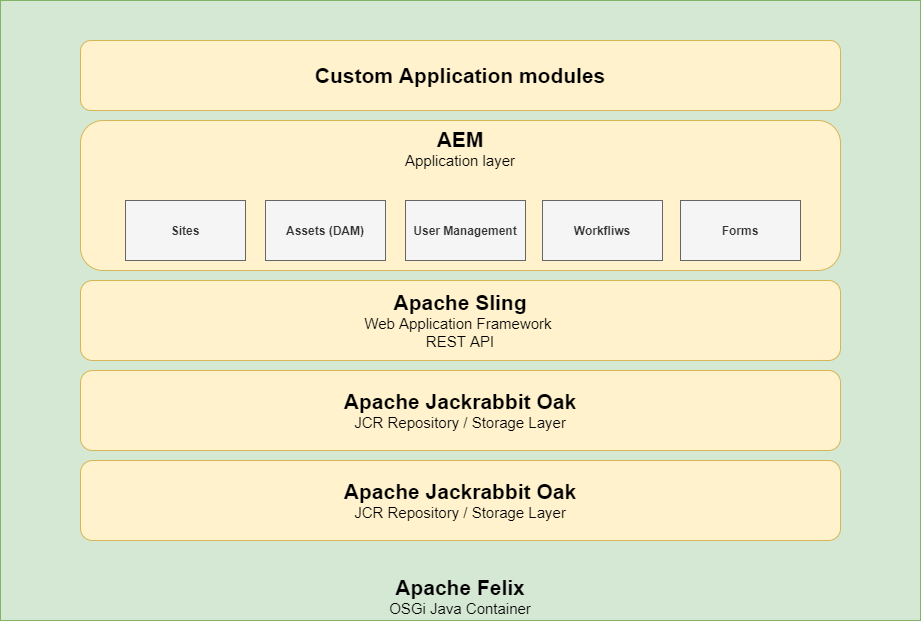 Custom Application modules
AEM
Application layer
Sites
Assets (DAM)
User Management
Workfliws
Forms
Apache Sling
Web Application Framework
REST API
Apache Jackrabbit Oak
JCR Repository / Storage Layer
Apache Jackrabbit Oak
JCR Repository / Storage Layer
Apache Felix
OSGi Java Container